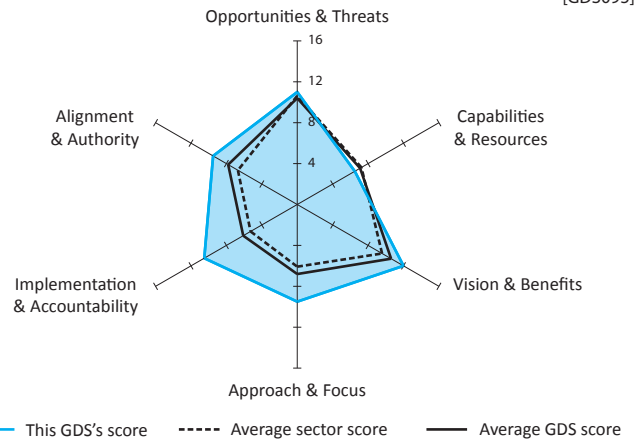 Opportunities & Threats
16
12
8
4
Alignment
& Authority
Capabilities
& Resources
Implementation
& Accountability
Vision & Benefits
Approach & Focus
This GDS's score
Average sector score
Average GDS score